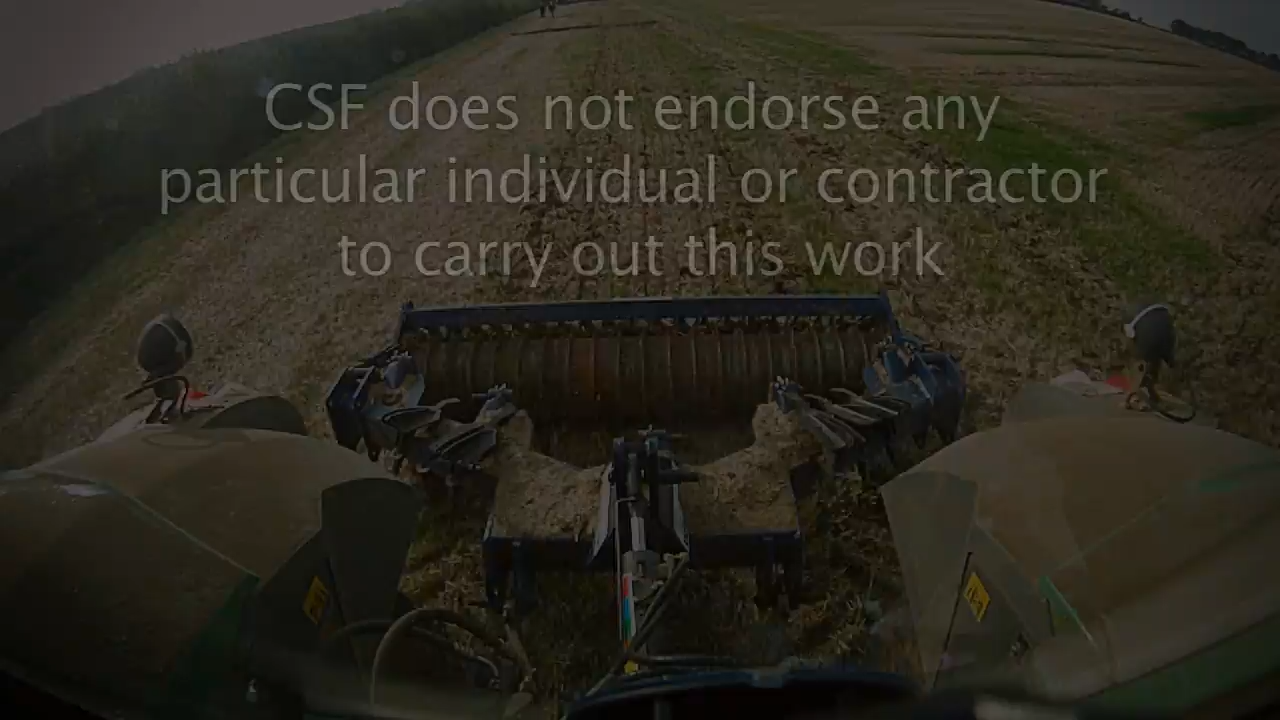 CSF does not endorse any
particular individual or contractor
to carry out this work